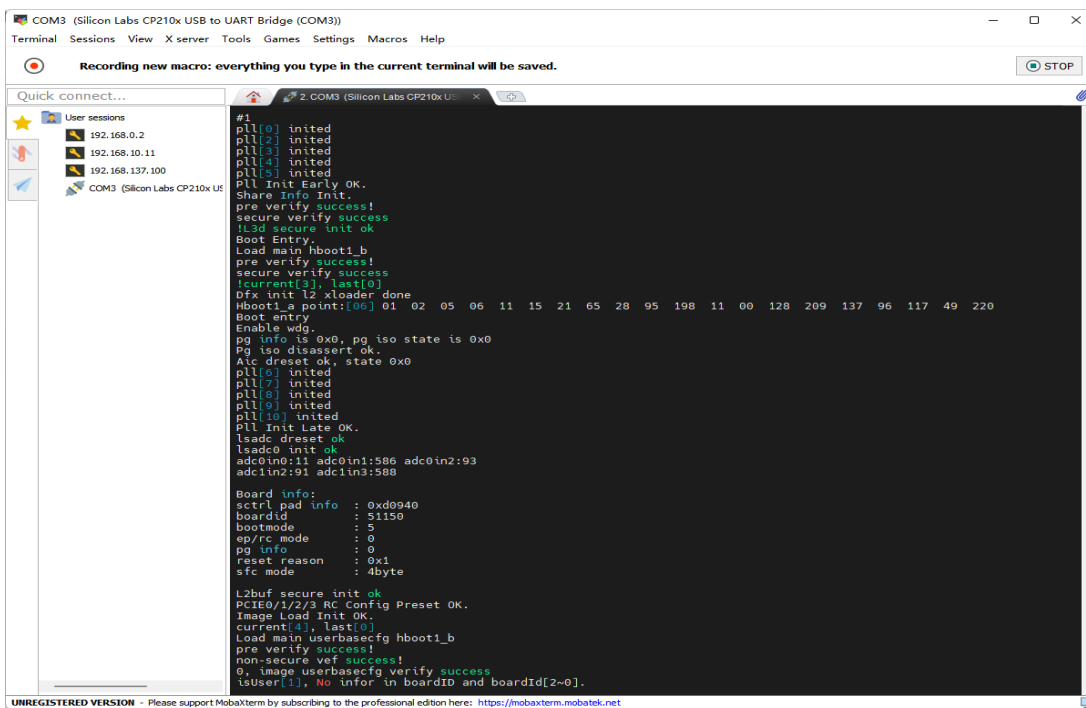 COM3 (Silicon Labs CP210x USB to UART Bridge (COM3))
Terminal Sessions View X server Tools Games Settings Macros Help
Recording new macro: everything you type in the current terminal will be saved.
STOP
Quick connect...
2. COM3 (Silicon Labs CP210x US
User sessions
192.168.0.2
192.168.10.11
192.168.137.100
COM3 (Silicon Labs CP210x US
#1
pll[0] inited
pll[2] inited
pll[3] inited
pll[4] inited
pll[5] inited
Pll Init Early OK.
Share Info Init.
pre verify success!
secure verify success
!L3d secure init ok
Boot Entry.
Load main hboot1_b
pre verify success!
secure verify success
!current[3], last[0]
Dfx init l2 xloader done
Hboot1_a point:[06] 01 02 05 06 11 15 21 65 28 95 198 11 00 128 209 137 96 117 49 220
Boot entry
Enable wdg.
pg info is 0x0, pg iso state is 0x0
Pg iso disassert ok.
Aic dreset ok, state 0x0
pll[6] inited
pll[7] inited
pll[8] inited
pll[9] inited
pll[10] inited
Pll Init Late OK.
lsadc dreset ok
lsadc0 init ok
adc0in0:11 adc0in1:586 adc0in2:93
adc1in2:91 adc1in3:588
Board info:
sctrl pad info : 0xd0940
boardid : 51150
bootmode : 5
ep/rc mode : 0
pg info : 0
reset reason : 0x1
sfc mode : 4byte
L2buf secure init ok
PCIE0/1/2/3 RC Config Preset OK.
Image Load Init OK.
current[4], last[0]
Load main userbasecfg hboot1_b
pre verify success!
non-secure vef success!
0, image userbasecfg verify success
isUser[1], No infor in boardID and boardId[2~0].
UNREGISTERED VERSION - Please support MobaXterm by subscribing to the professional edition here: https://mobaxterm.mobatek.net